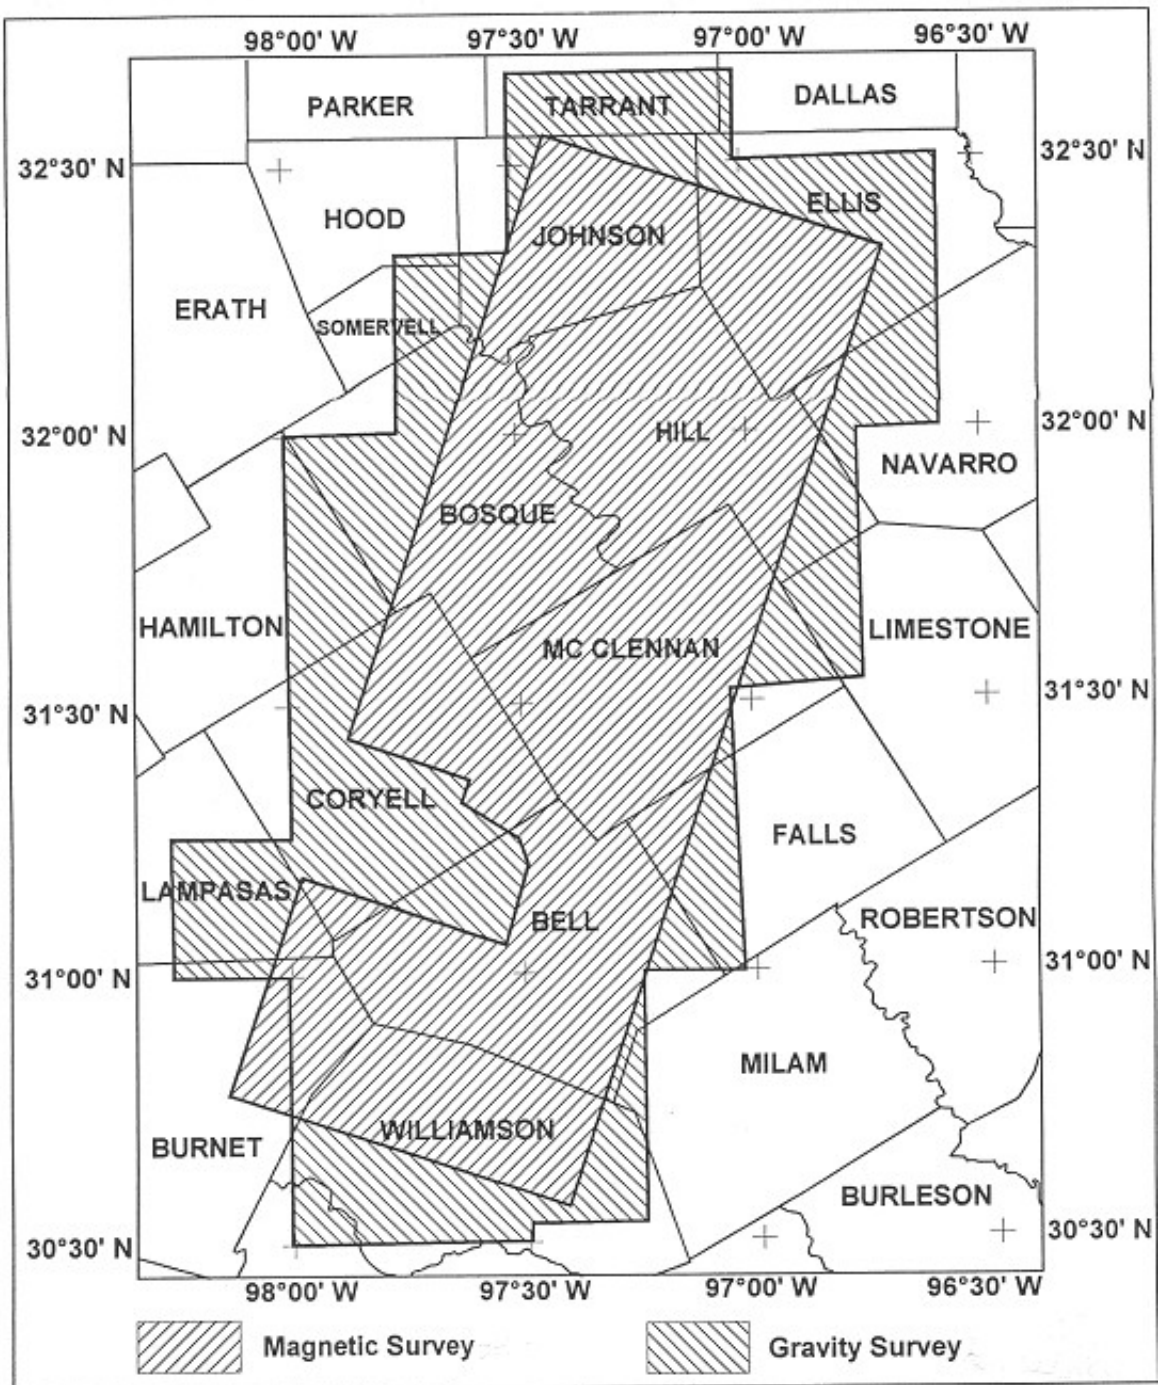 98°00' W 97°30' W 97°00' W 96°30' W
PARKER TARRANT DALLAS
32°30' N 32°30' N
HOOD JOHNSON ELLIS
ERATH SOMERVELL
32°00' N HILL 32°00' N
NAVARRO
BOSQUE
HAMILTON MC CLENNAN LIMESTONE
31°30' N 31°30' N
CORYELL FALLS
LAMPASAS BELL ROBERTSON
31°00' N 31°00' N
MILAM
BURNET WILLIAMSON
BURLESON
30°30' N 30°30' N
98°00' W 97°30' W 97°00' W 96°30' W
Magnetic Survey Gravity Survey